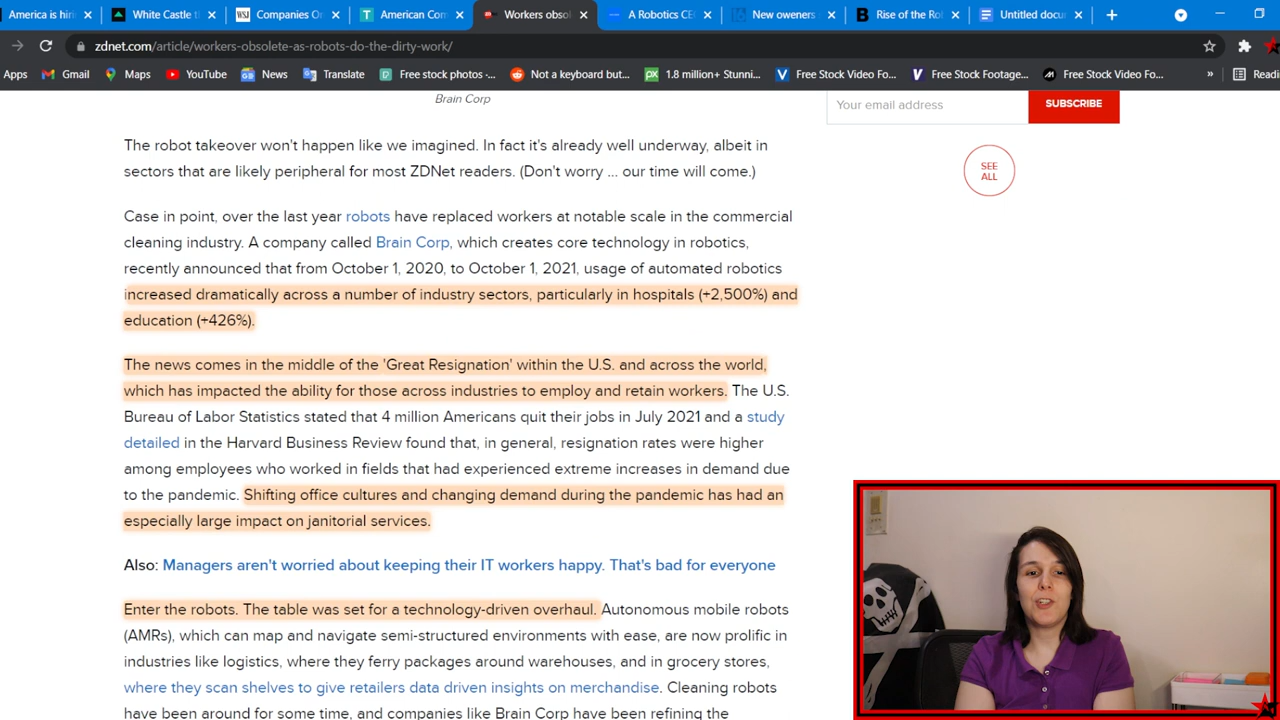 America is hirin
White Castle th
WSJ
Companies O
American Com
Workers obsol
A Robotics CE
New oweners
Rise of the Ro
Untitled docu
zdnet.com/article/workers-obsolete-as-robots-do-the-dirty-work/
Apps
Gmail
Maps
YouTube
News
Translate
Free stock photos -...
Not a keyboard but...
1.8 million+ Stunni...
Free Stock Video Fo...
Free Stock Footage...
Free Stock Video Fo...
»
Readi
Brain Corp
Your email address
SUBSCRIBE
SEE
ALL
The robot takeover won't happen like we imagined. In fact it's already well underway, albeit in
sectors that are likely peripheral for most ZDNet readers. (Don't worry ... our time will come.)
Case in point, over the last year robots have replaced workers at notable scale in the commercial
cleaning industry. A company called Brain Corp, which creates core technology in robotics,
recently announced that from October 1, 2020, to October 1, 2021, usage of automated robotics
increased dramatically across a number of industry sectors, particularly in hospitals (+2,500%) and
education (+426%).
The news comes in the middle of the 'Great Resignation' within the U.S. and across the world,
which has impacted the ability for those across industries to employ and retain workers. The U.S.
Bureau of Labor Statistics stated that 4 million Americans quit their jobs in July 2021 and a study
detailed in the Harvard Business Review found that, in general, resignation rates were higher
among employees who worked in fields that had experienced extreme increases in demand due
to the pandemic. Shifting office cultures and changing demand during the pandemic has had an
especially large impact on janitorial services.
Also: Managers aren't worried about keeping their IT workers happy. That's bad for everyone
Enter the robots. The table was set for a technology-driven overhaul. Autonomous mobile robots
(AMRs), which can map and navigate semi-structured environments with ease, are now prolific in
industries like logistics, where they ferry packages around warehouses, and in grocery stores,
where they scan shelves to give retailers data driven insights on merchandise. Cleaning robots
have been around for some time, and companies like Brain Corp have been refining the